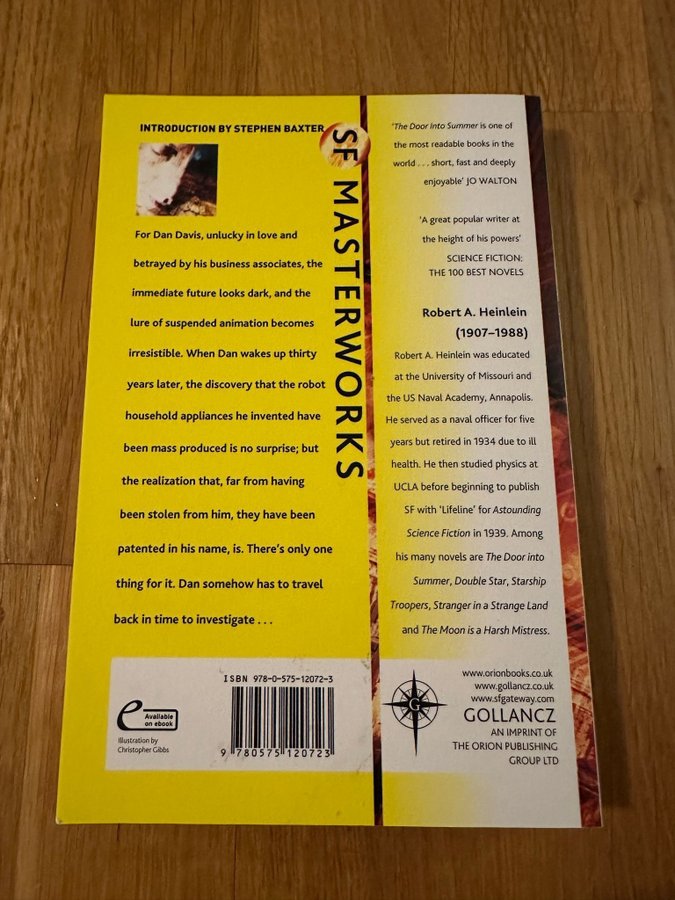 INTRODUCTION BY STEPHEN BAXTER
For Dan Davis, unlucky in love and
betrayed by his business associates, the
immediate future looks dark, and the
lure of suspended animation becomes
irresistible. When Dan wakes up thirty
years later, the discovery that the robot
household appliances he invented have
been mass produced is no surprise; but
the realization that, far from having
been stolen from him, they have been
patented in his name, is. There's only one
thing for it. Dan somehow has to travel
back in time to investigate . . .
e
Available
on ebook
Illustration by
Christopher Gibbs
ISBN 978-0-575-12072-3
9 780575 120723
SF MASTERWORKS
'The Door Into Summer is one of
the most readable books in the
world . . . short, fast and deeply
enjoyable' JO WALTON
'A great popular writer at
the height of his powers'
SCIENCE FICTION:
THE 100 BEST NOVELS
Robert A. Heinlein
(1907–1988)
Robert A. Heinlein was educated
at the University of Missouri and
the US Naval Academy, Annapolis.
He served as a naval officer for five
years but retired in 1934 due to ill
health. He then studied physics at
UCLA before beginning to publish
SF with 'Lifeline' for Astounding
Science Fiction in 1939. Among
his many novels are The Door into
Summer, Double Star, Starship
Troopers, Stranger in a Strange Land
and The Moon is a Harsh Mistress.
G
www.orionbooks.co.uk
www.gollancz.co.uk
www.sfgateway.com
GOLLANCZ
AN IMPRINT OF
THE ORION PUBLISHING
GROUP LTD